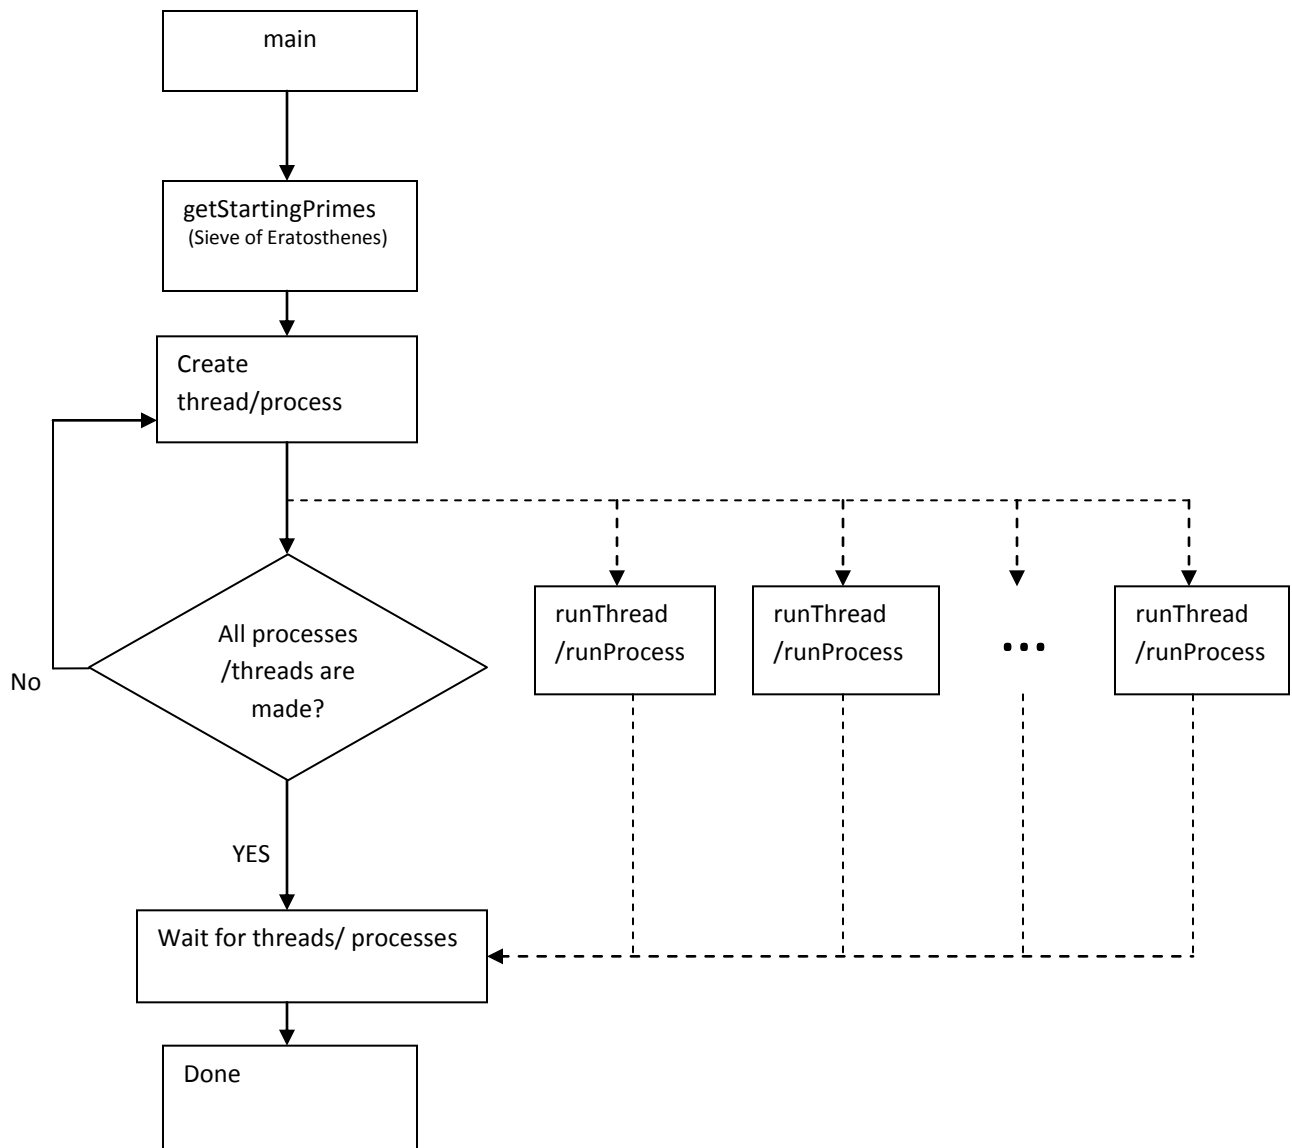 main
getStartingPrimes
(Sieve of Eratosthenes)
Create
thread/process
All processes
/threads are
made?
No
YES
runThread
/runProcess
runThread
/runProcess
...
runThread
/runProcess
Wait for threads/ processes
Done